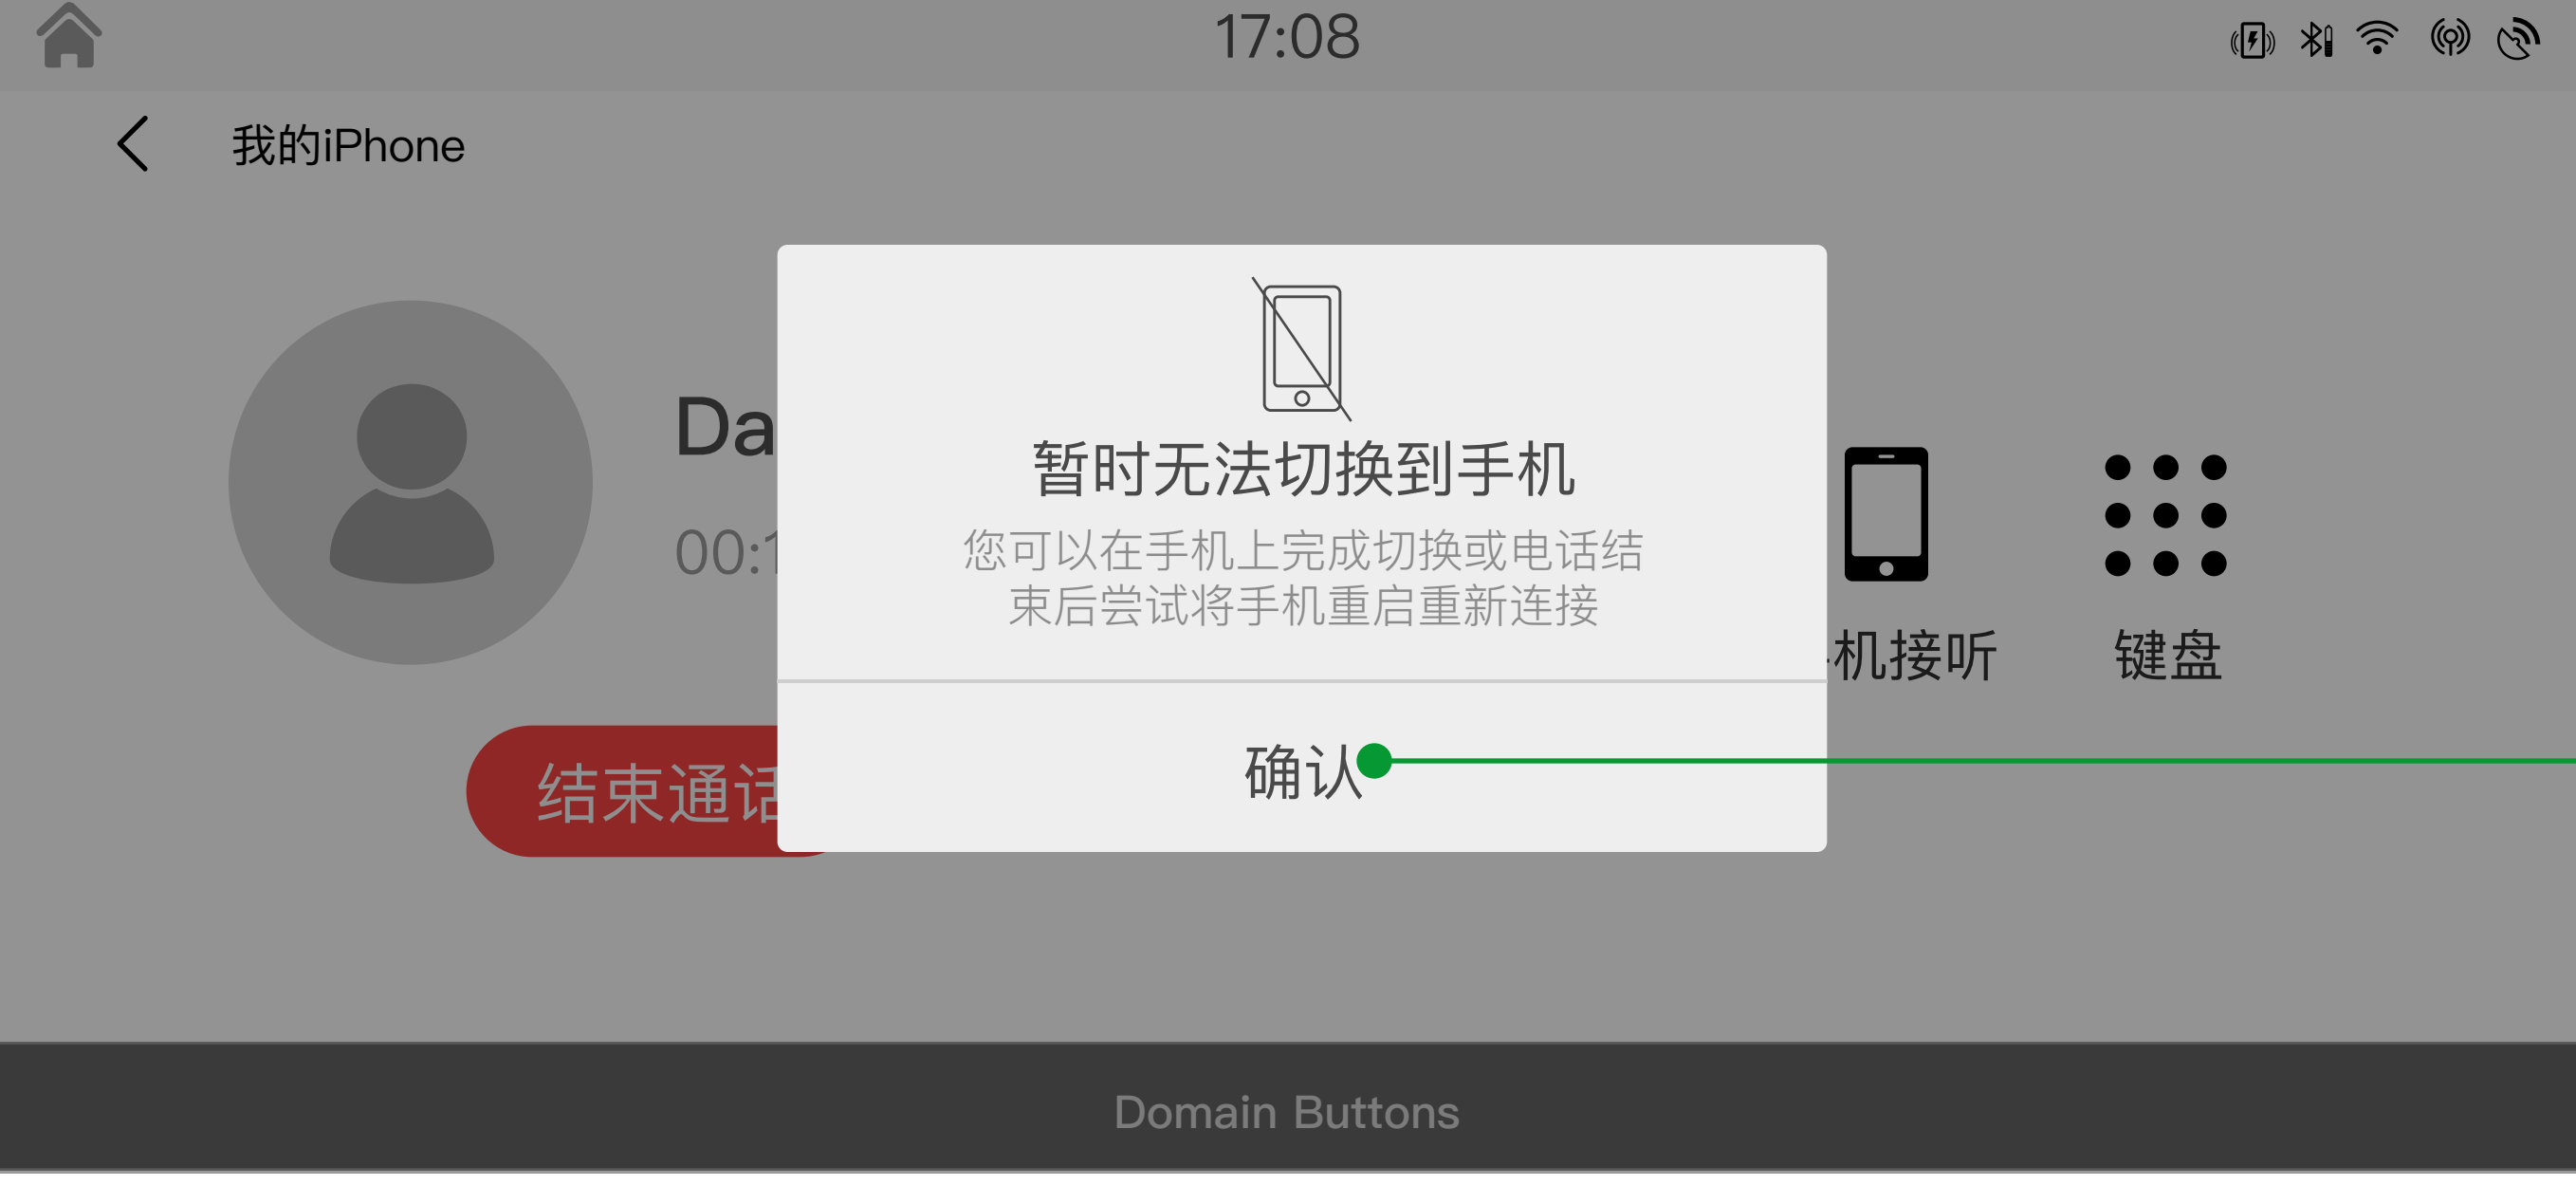 17:08
我的iPhone
Da
00:1
暂时无法切换到手机
您可以在手机上完成切换或电话结
束后尝试将手机重启重新连接
机接听
键盘
结束通话
确认
Domain Buttons